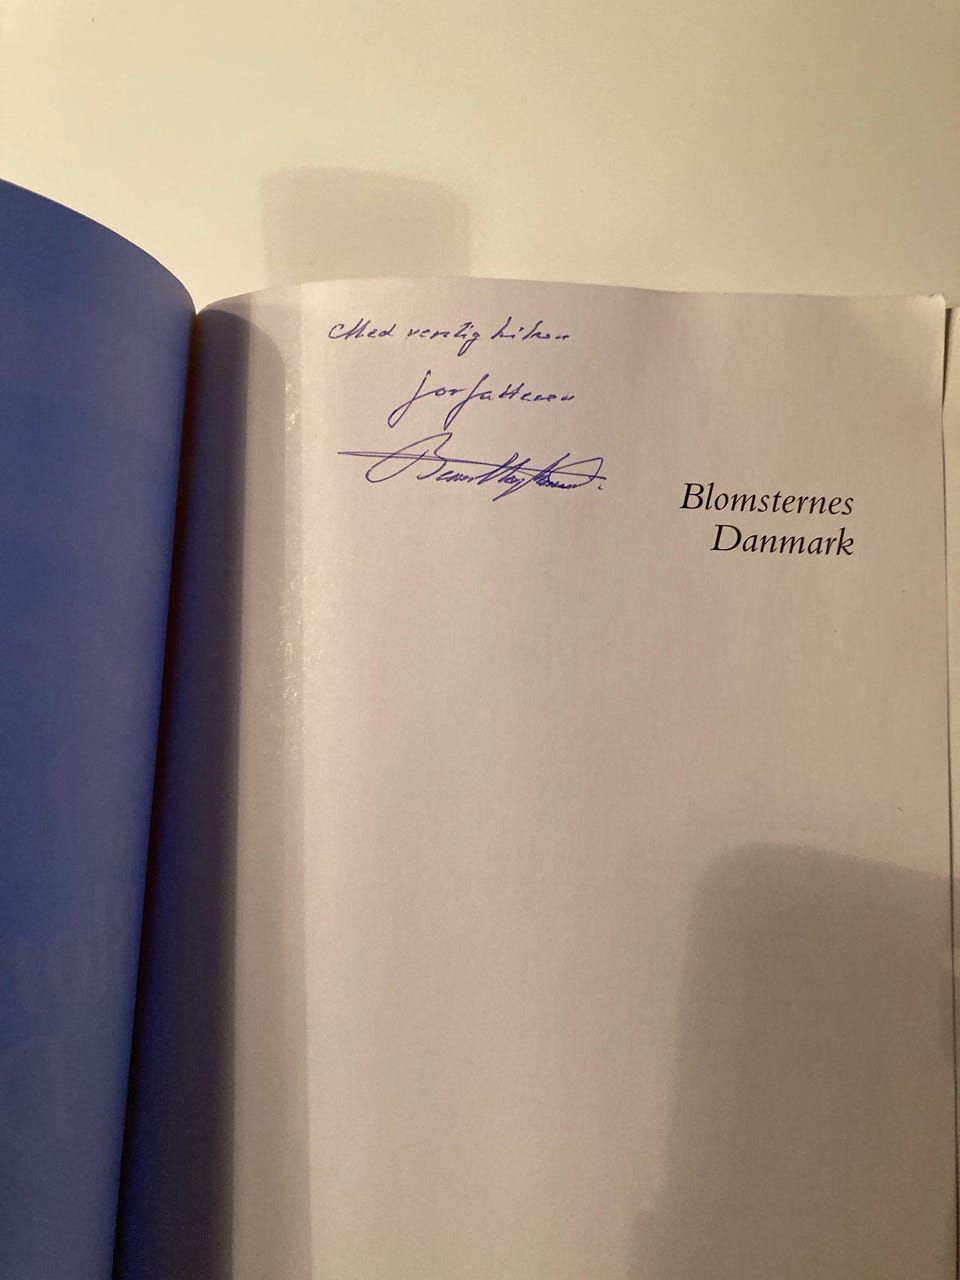 Med venlig hilsen
forfatteren
Blomsternes
Danmark